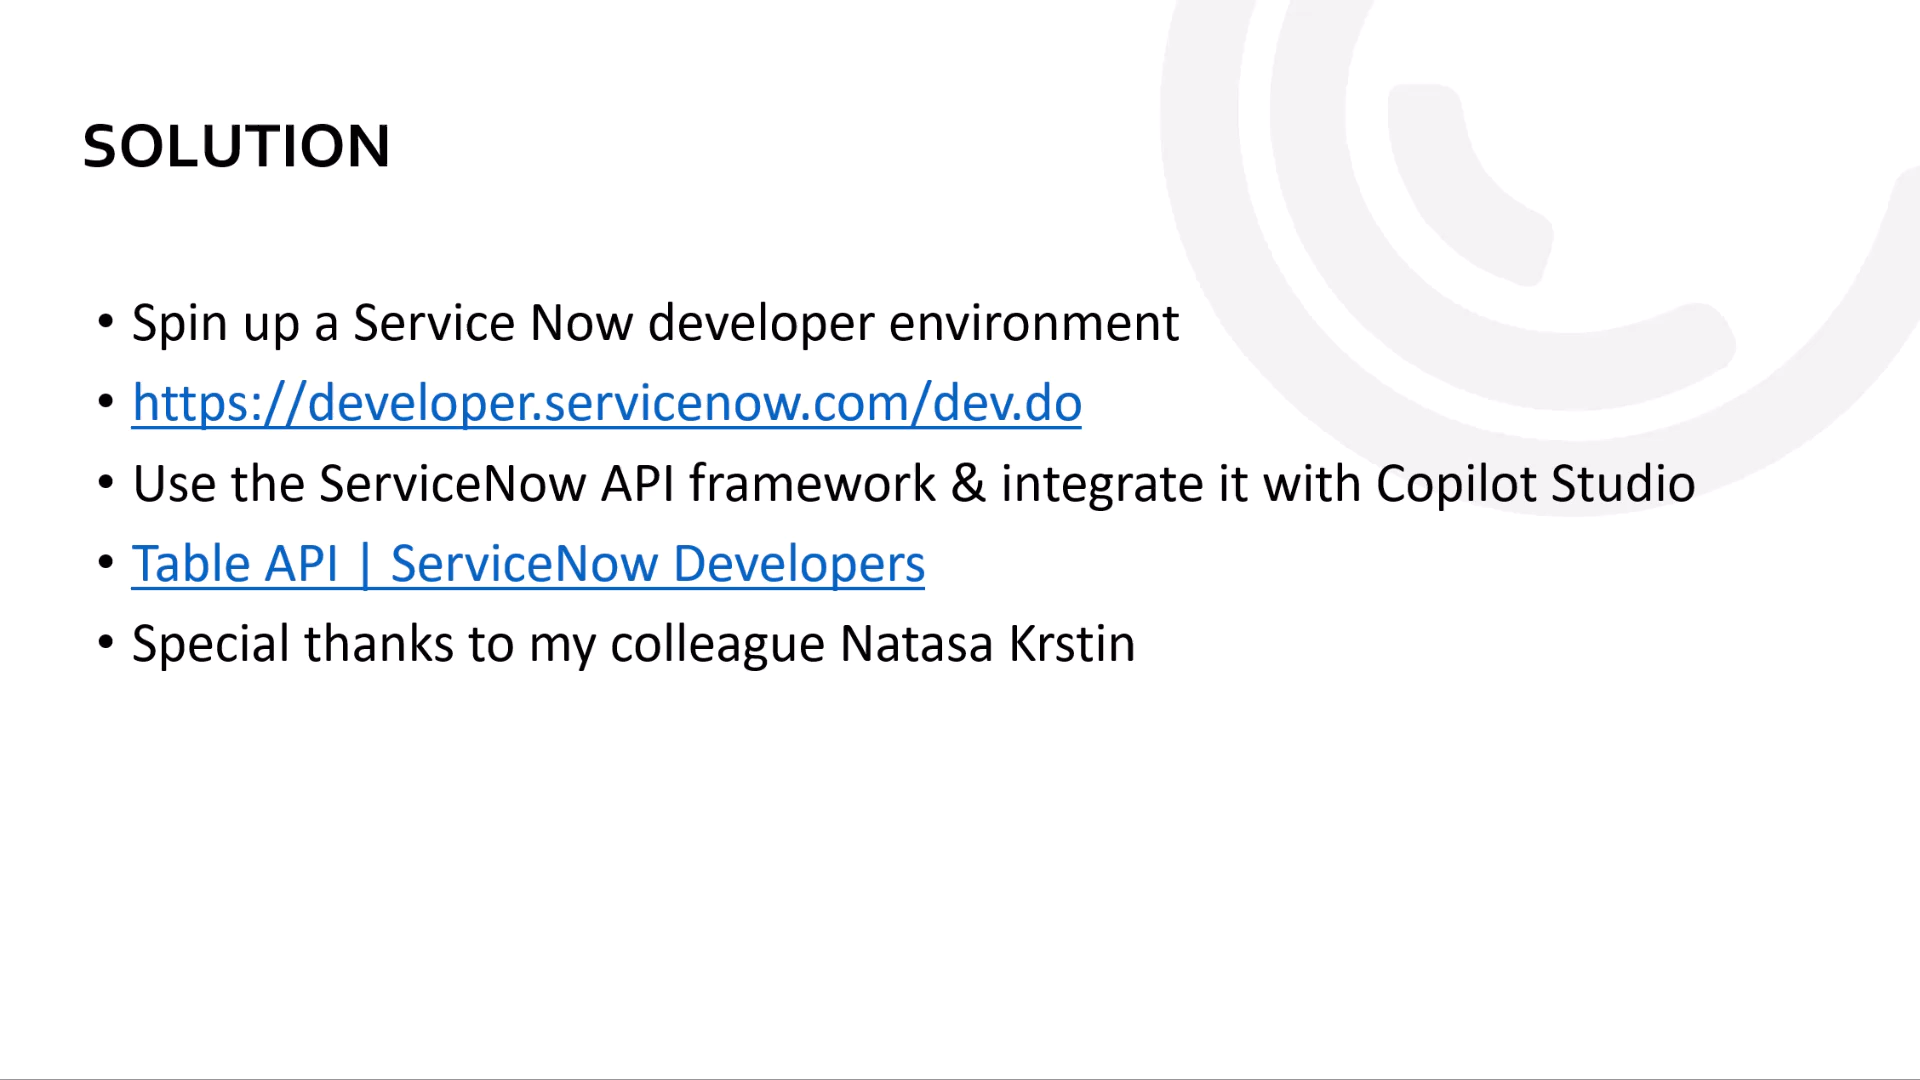 SOLUTION
• Spin up a Service Now developer environment
• https://developer.servicenow.com/dev.do
• Use the ServiceNow API framework & integrate it with Copilot Studio
• Table API | ServiceNow Developers
• Special thanks to my colleague Natasa Krstin